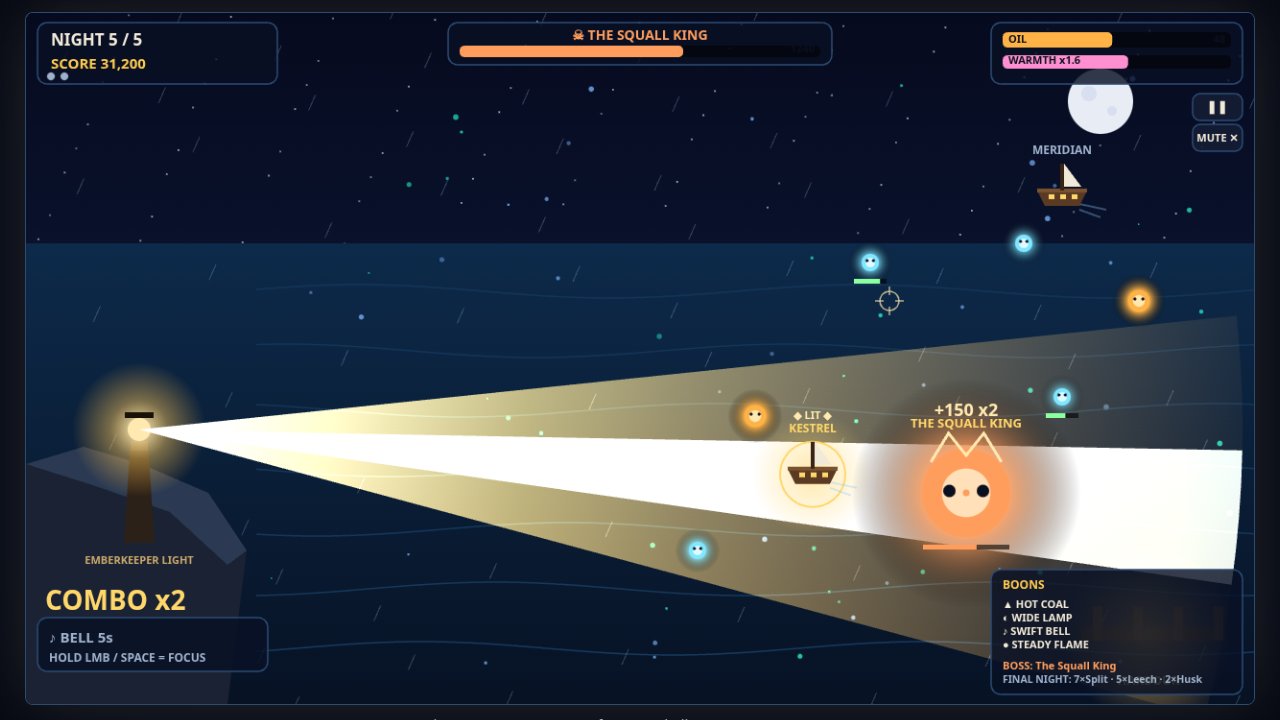 NIGHT 5 / 5
SCORE 31,200
☠ THE SQUALL KING
OIL
WARMTH x1.6
MUTE ✕
MERIDIAN
◆ LIT ◆
KESTREL
+150 x2
THE SQUALL KING
EMBERKEEPER LIGHT
COMBO x2
♪ BELL 5s
HOLD LMB / SPACE = FOCUS
BOONS
▲ HOT COAL
◖ WIDE LAMP
♪ SWIFT BELL
● STEADY FLAME
BOSS: The Squall King
FINAL NIGHT: 7×Split · 5×Leech · 2×Husk